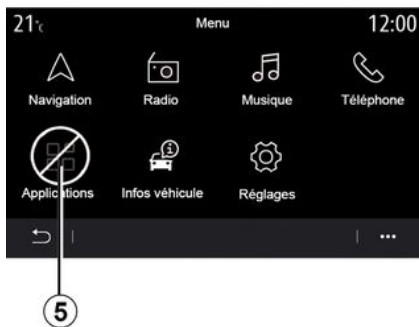 21°c Menu 12:00
Navigation Radio Musique Téléphone
Applications Infos véhicule Réglages
5